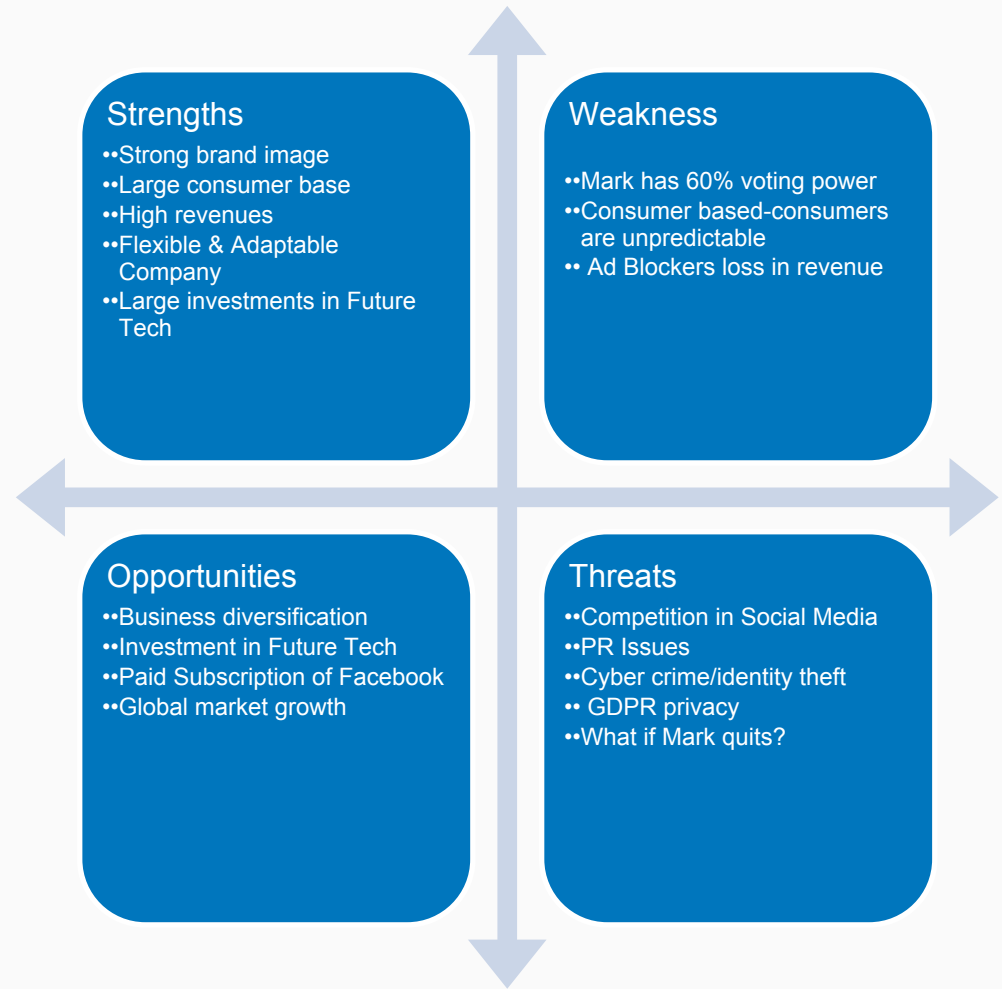 Strengths
••Strong brand image
••Large consumer base
••High revenues
••Flexible & Adaptable
Company
••Large investments in Future
Tech
Weakness
••Mark has 60% voting power
••Consumer based-consumers
are unpredictable
•• Ad Blockers loss in revenue
Opportunities
••Business diversification
••Investment in Future Tech
••Paid Subscription of Facebook
••Global market growth
Threats
••Competition in Social Media
••PR Issues
••Cyber crime/identity theft
•• GDPR privacy
••What if Mark quits?